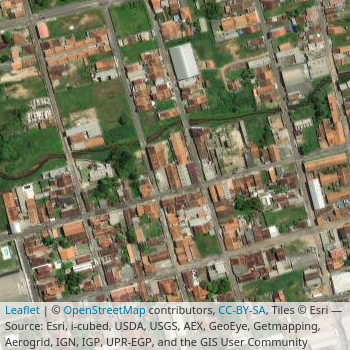 Leaflet | © OpenStreetMap contributors, CC-BY-SA, Tiles © Esri —
Source: Esri, i-cubed, USDA, USGS, AEX, GeoEye, Getmapping,
Aerogrid, IGN, IGP, UPR-EGP, and the GIS User Community